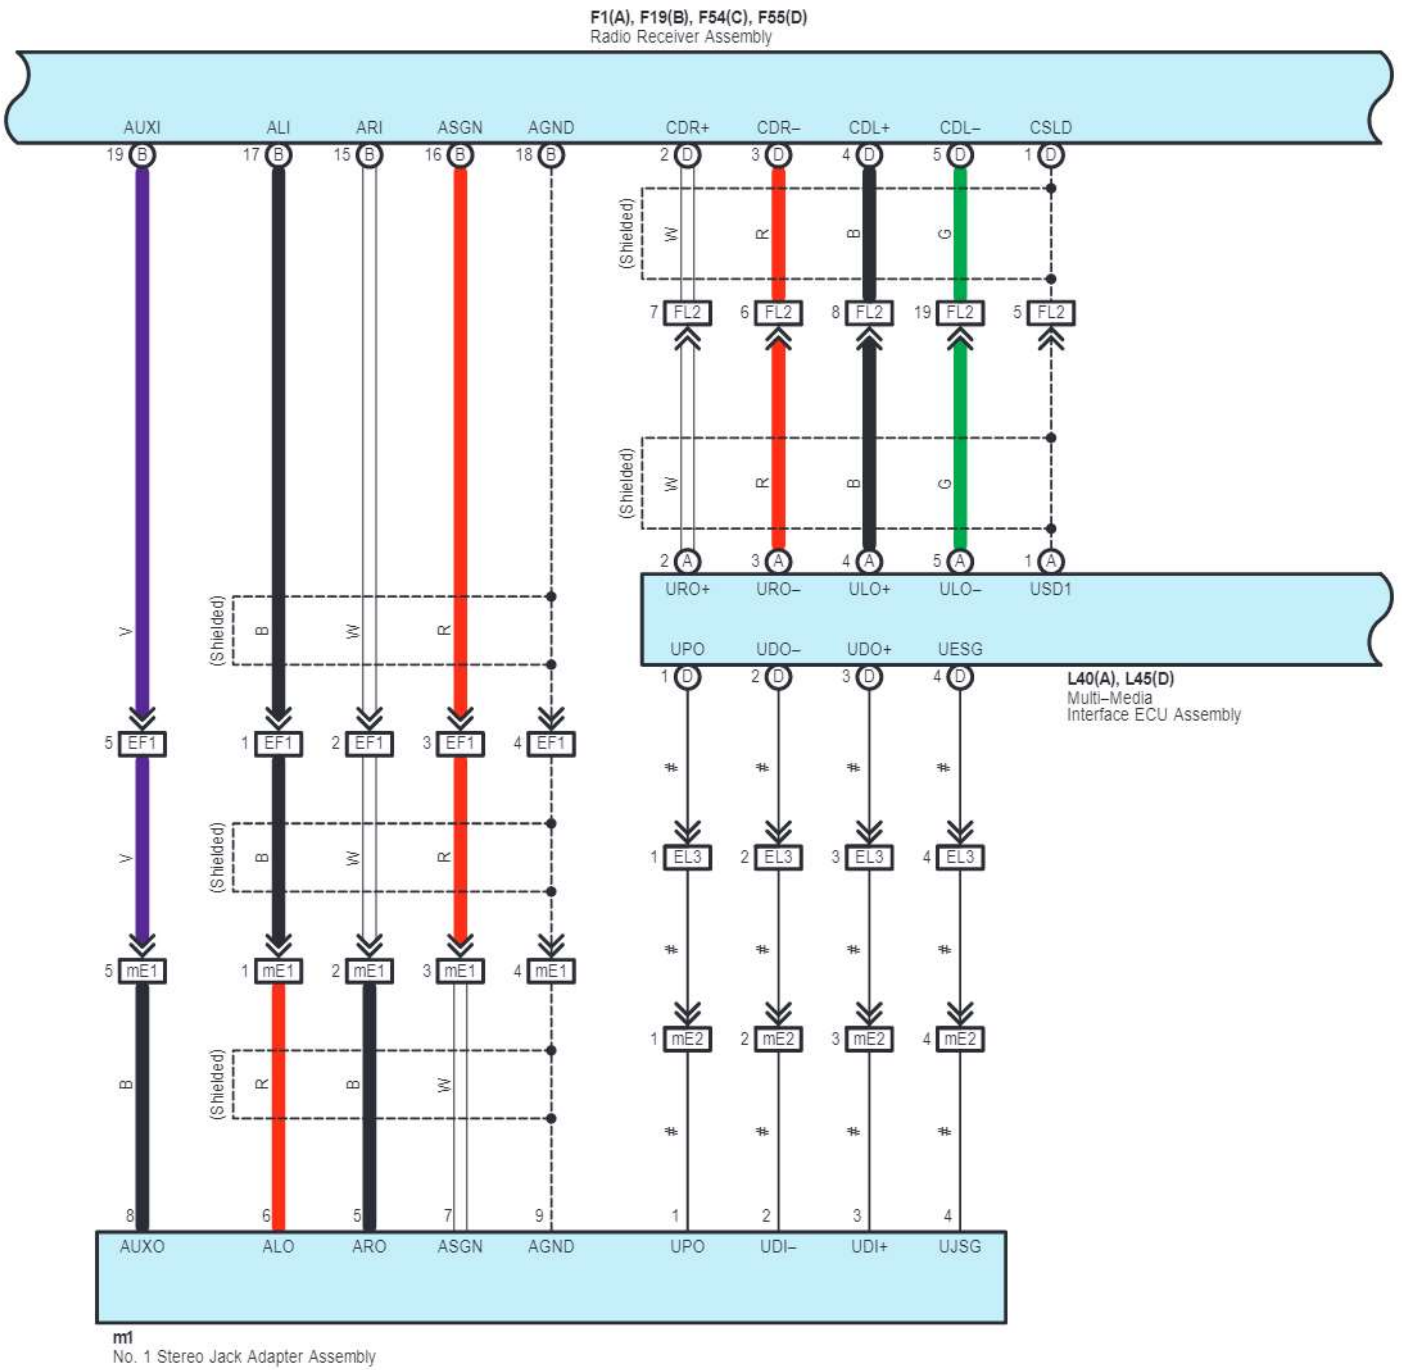 F1(A), F19(B), F54(C), F55(D)
Radio Receiver Assembly
AUXI ALI ARI ASGN AGND CDR+ CDR– CDL+ CDL– CSLD
19 B 17 B 15 B 16 B 18 B 2 D 3 D 4 D 5 D 1 D
(Shielded) W R B G
7 FL2 6 FL2 8 FL2 19 FL2 5 FL2
(Shielded) W R B G
2 A 3 A 4 A 5 A 1 A
URO+ URO– ULO+ ULO– USD1
V (Shielded) B W R
UPO UDO– UDO+ UESG
1 D 2 D 3 D 4 D
L40(A), L45(D)
Multi–Media
Interface ECU Assembly
5 EF1 1 EF1 2 EF1 3 EF1 4 EF1
# # # #
V (Shielded) B W R
1 EL3 2 EL3 3 EL3 4 EL3
# # # #
5 mE1 1 mE1 2 mE1 3 mE1 4 mE1
1 mE2 2 mE2 3 mE2 4 mE2
B (Shielded) R B W
# # # #
8 6 5 7 9 1 2 3 4
AUXO ALO ARO ASGN AGND UPO UDI– UDI+ UJSG
m1
No. 1 Stereo Jack Adapter Assembly